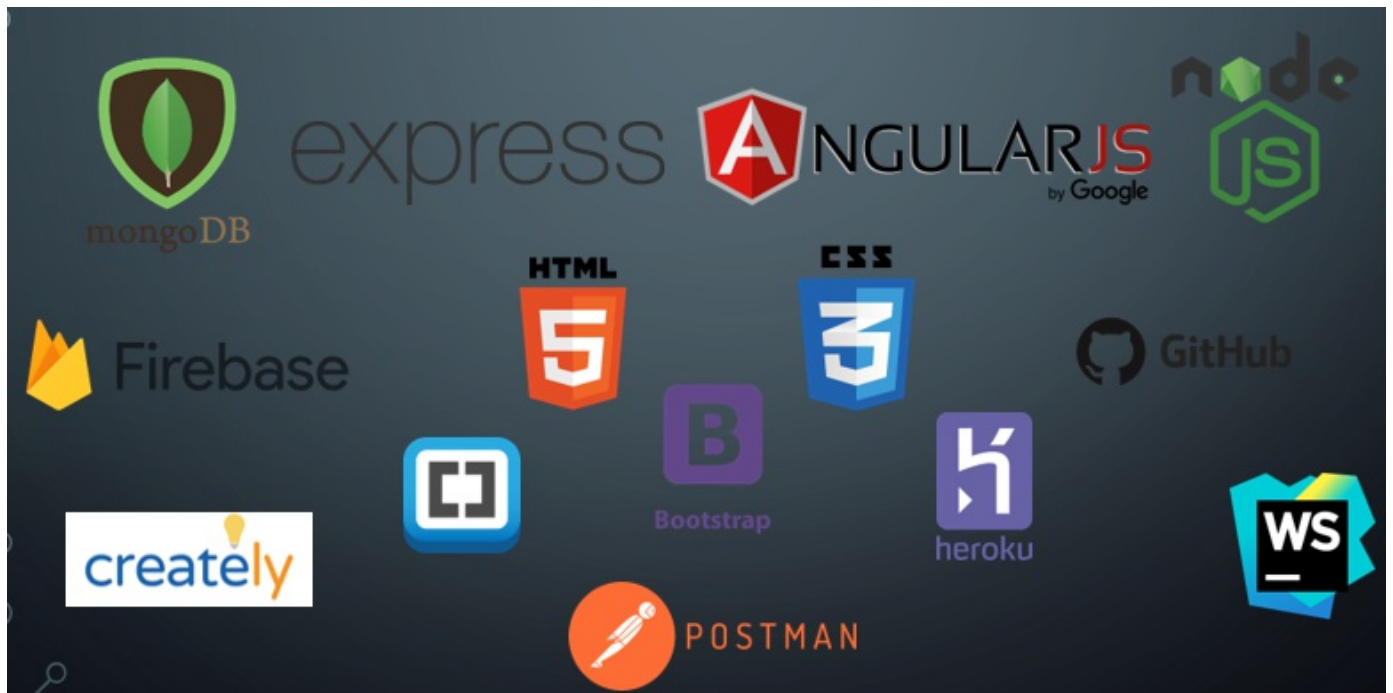 node
JS
mongoDB
express
ANGULARJS
by Google
HTML
5
CSS
3
Firebase
GitHub
B
Bootstrap
heroku
creately
WS
POSTMAN